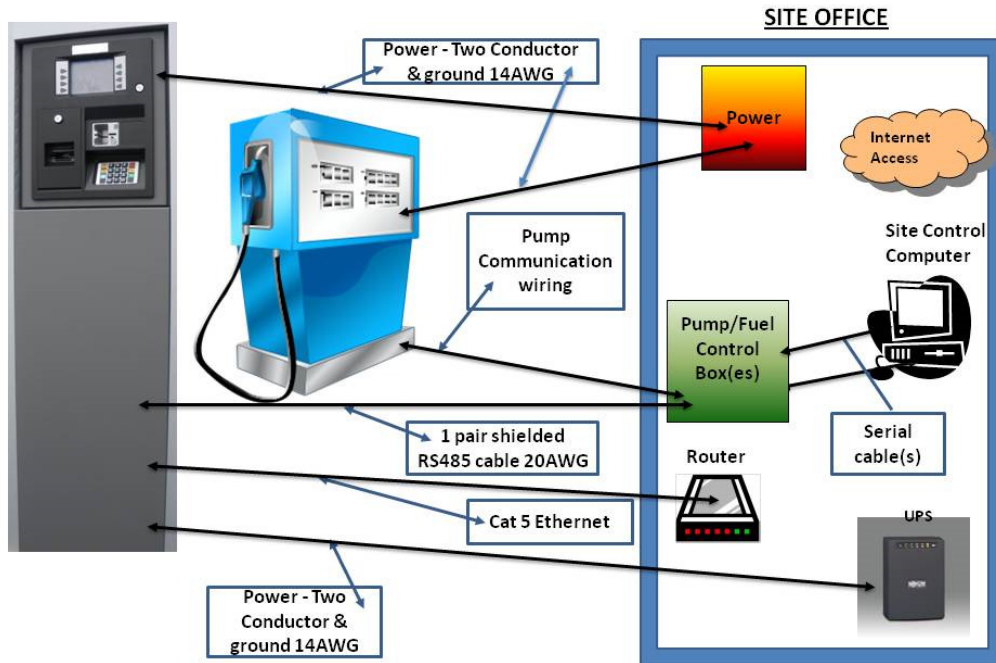 SITE OFFICE
Power - Two Conductor
& ground 14AWG
Power
Internet
Access
Pump
Communication
wiring
Site Control
Computer
Pump/Fuel
Control
Box(es)
1 pair shielded
RS485 cable 20AWG
Serial
cable(s)
Router
Cat 5 Ethernet
UPS
Power - Two
Conductor &
ground 14AWG